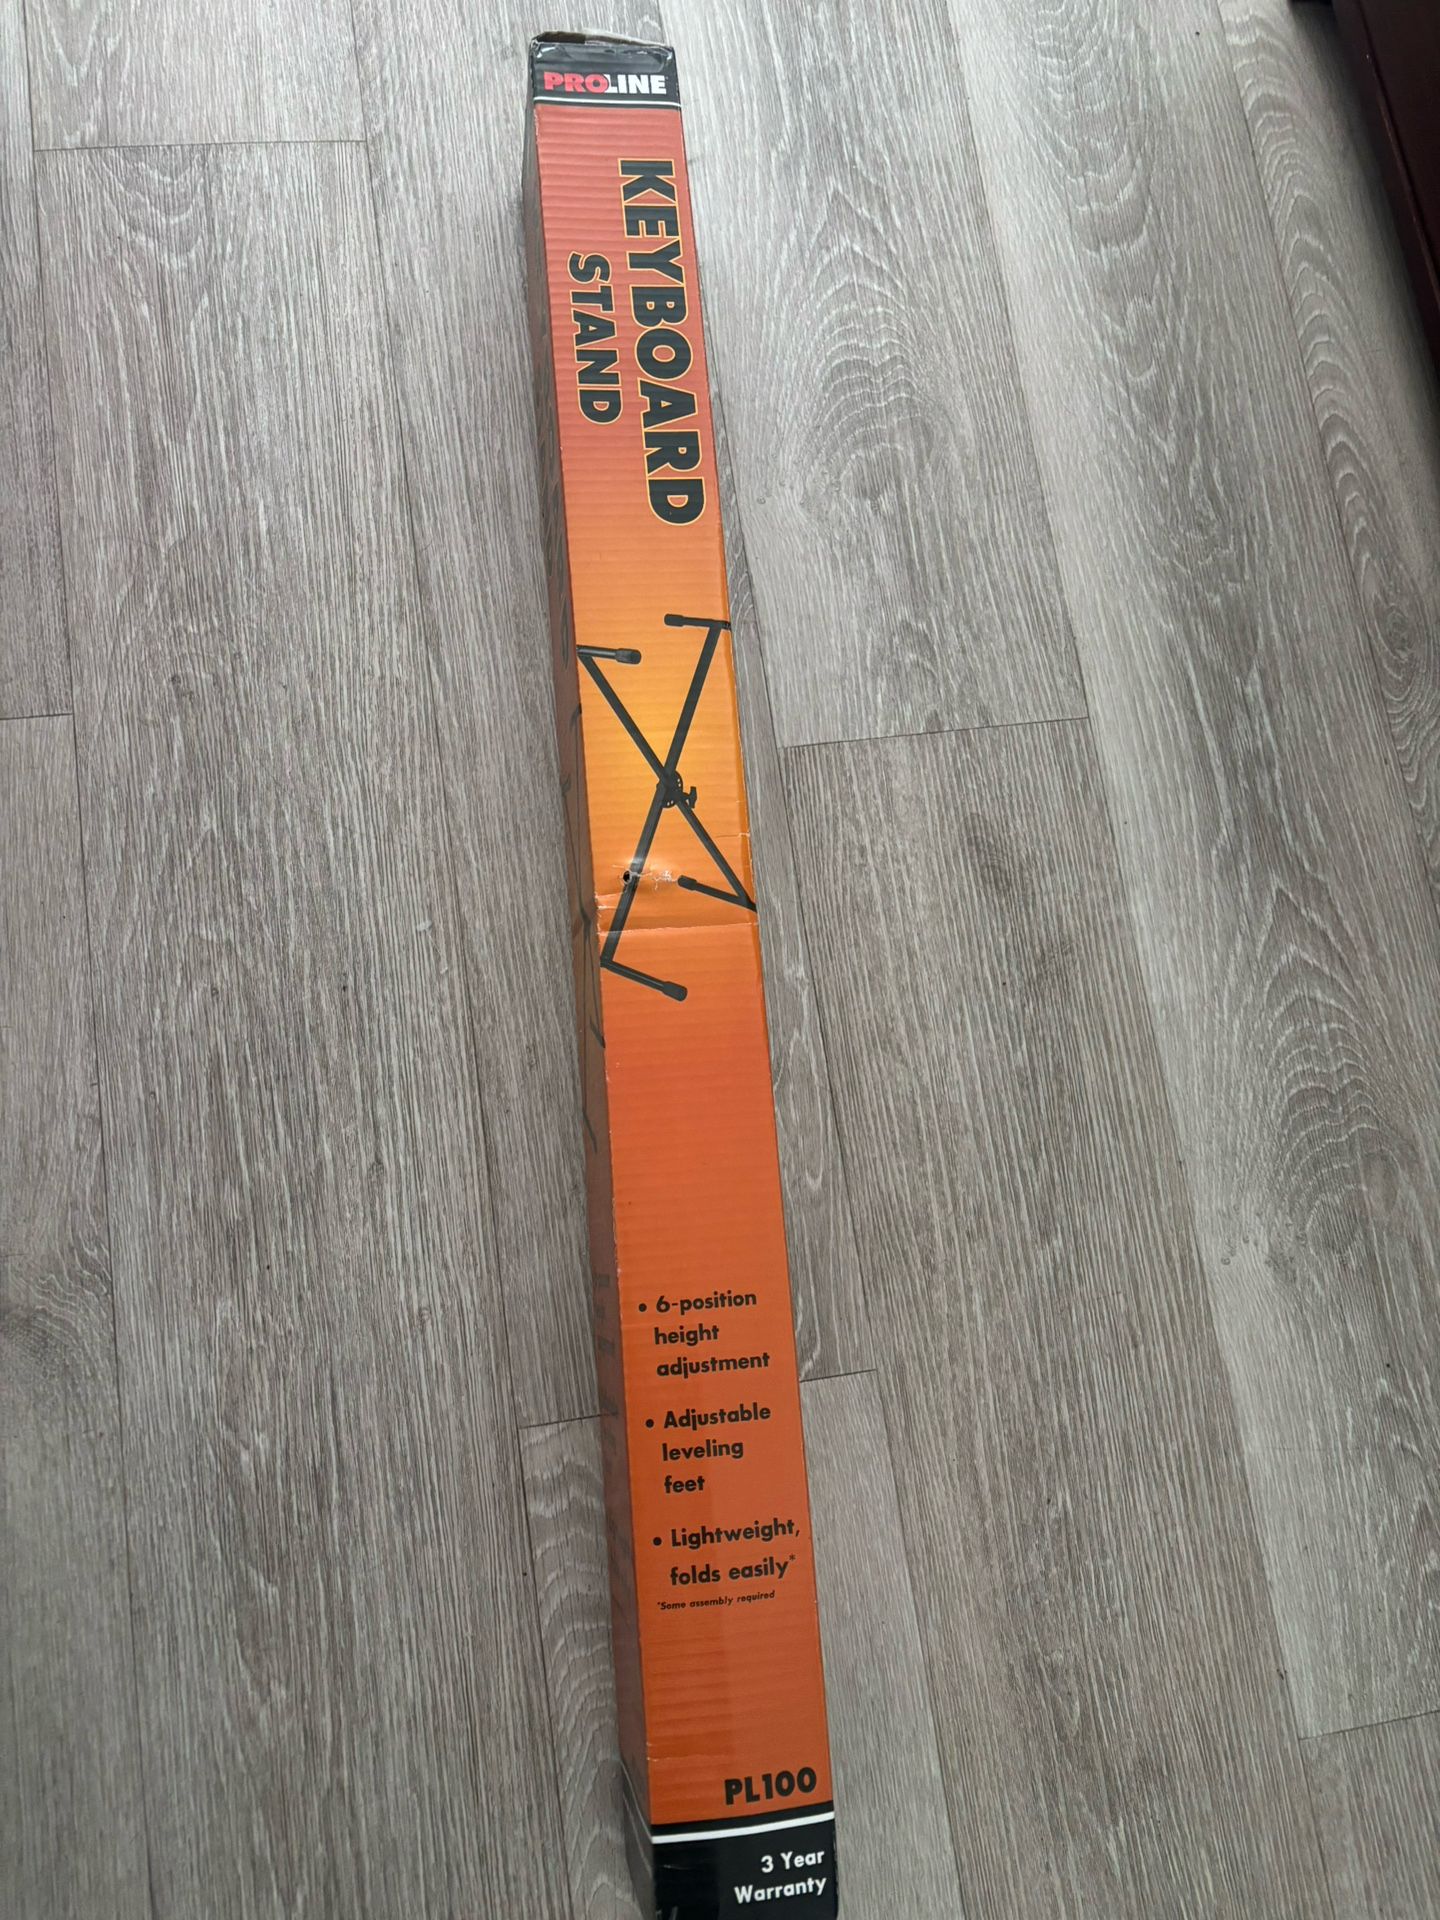 PROLINE
KEYBOARD
STAND
• 6-position
height
adjustment
• Adjustable
leveling
feet
• Lightweight,
folds easily*
*Some assembly required
PL100
3 Year
Warranty